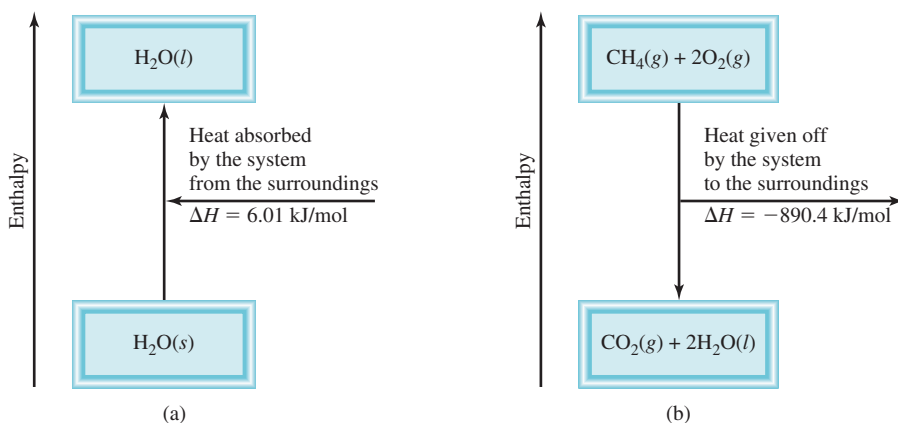 Enthalpy
H₂O(l)
Heat absorbed
by the system
from the surroundings
ΔH = 6.01 kJ/mol
H₂O(s)
(a)
Enthalpy
CH₄(g) + 2O₂(g)
Heat given off
by the system
to the surroundings
ΔH = −890.4 kJ/mol
CO₂(g) + 2H₂O(l)
(b)